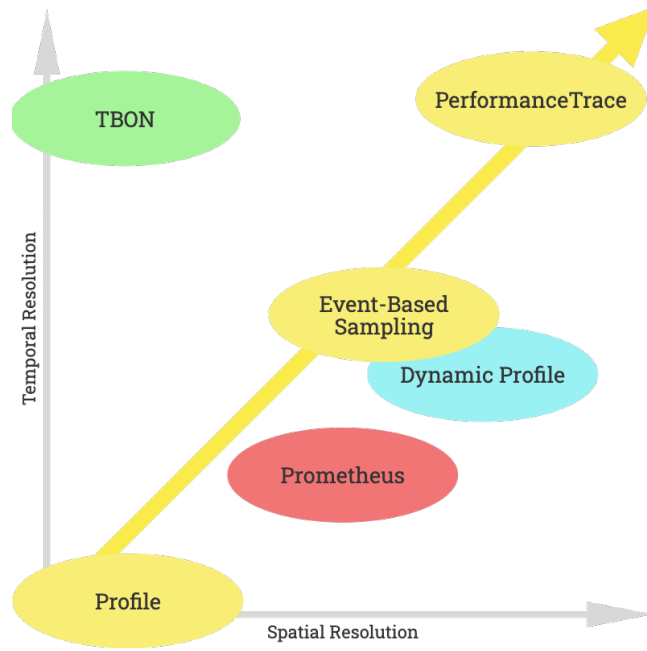 TBON
PerformanceTrace
Temporal Resolution
Event-Based
Sampling
Dynamic Profile
Prometheus
Profile
Spatial Resolution